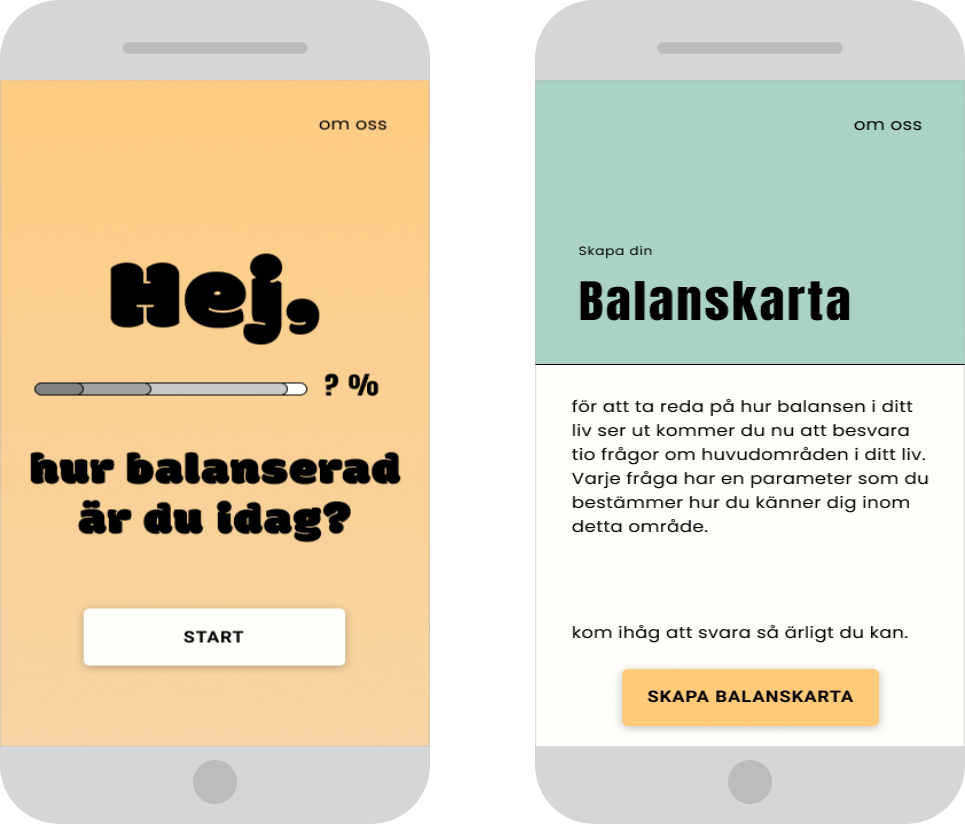 om oss
Hej,
? %
hur balanserad
är du idag?
START
om oss
Skapa din
Balanskarta
för att ta reda på hur balansen i ditt
liv ser ut kommer du nu att besvara
tio frågor om huvudområden i ditt liv.
Varje fråga har en parameter som du
bestämmer hur du känner dig inom
detta område.
kom ihåg att svara så ärligt du kan.
SKAPA BALANSKARTA